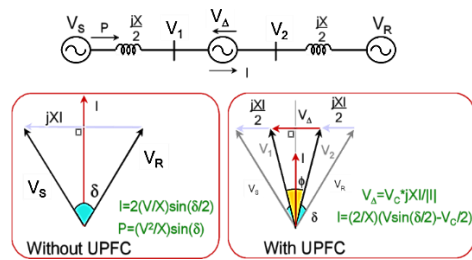 V_S P jX/2 V_1 V_Δ V_2 jX/2 V_R
I
jXI I
V_S V_R
δ
I=2(V/X)sin(δ/2)
P=(V²/X)sin(δ)
Without UPFC
jXI/2 V_Δ jXI/2
V_1 I V_2
V_S ϕ V_R
δ
V_Δ=V_C*jXI/|I|
I=(2/X)(Vsin(δ/2)-V_C/2)
With UPFC